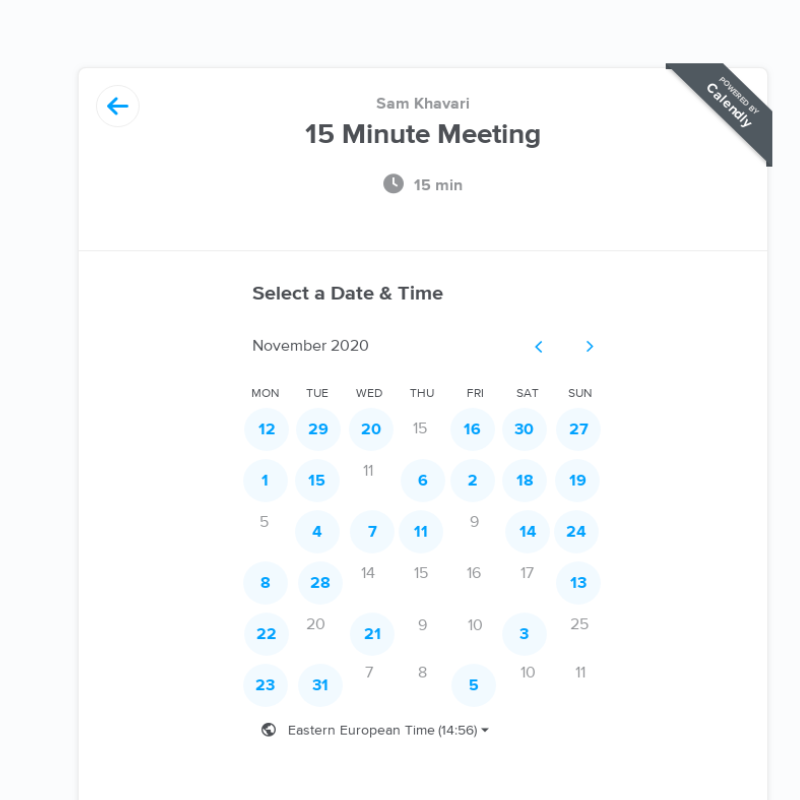 POWERED BY
Calendly
Sam Khavari
15 Minute Meeting
15 min
Select a Date & Time
November 2020
MON TUE WED THU FRI SAT SUN
12 29 20 15 16 30 27
1 15 11 6 2 18 19
5 4 7 11 9 14 24
8 28 14 15 16 17 13
22 20 21 9 10 3 25
23 31 7 8 5 10 11
Eastern European Time (14:56)